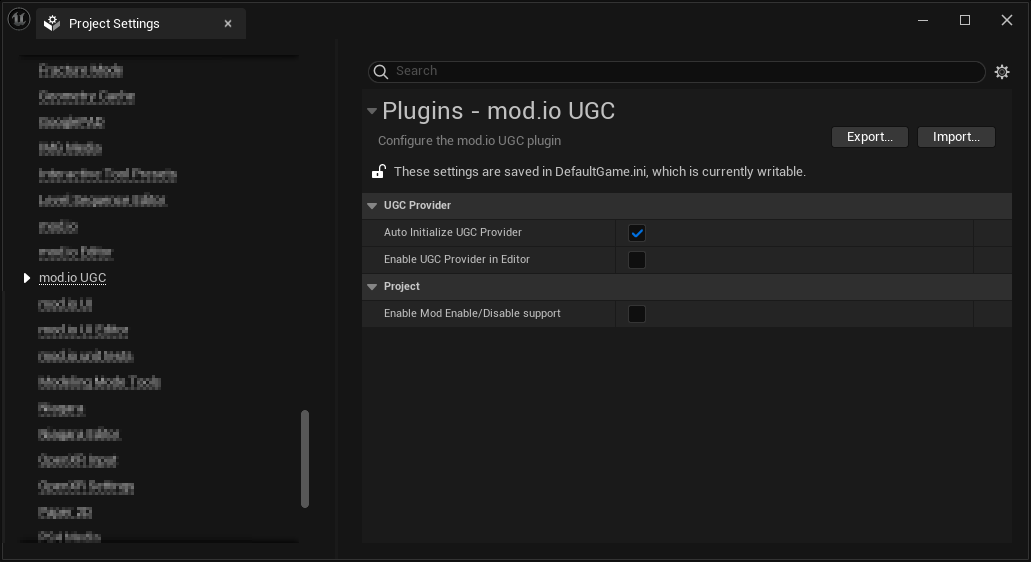 Project Settings
Fracture Mode
Geometry Cache
GooglePAD
IMG Media
Interactive Tool Presets
Level Sequence Editor
mod.io
mod.io Editor
mod.io UGC
mod.io UI
mod.io UI Editor
mod.io unit tests
Modeling Mode Tools
Niagara
Niagara Editor
OpenXR Input
OpenXR Settings
Paper 2D
PS4 Media
Search
Plugins - mod.io UGC
Configure the mod.io UGC plugin
Export...
Import...
These settings are saved in DefaultGame.ini, which is currently writable.
UGC Provider
Auto Initialize UGC Provider
Enable UGC Provider in Editor
Project
Enable Mod Enable/Disable support